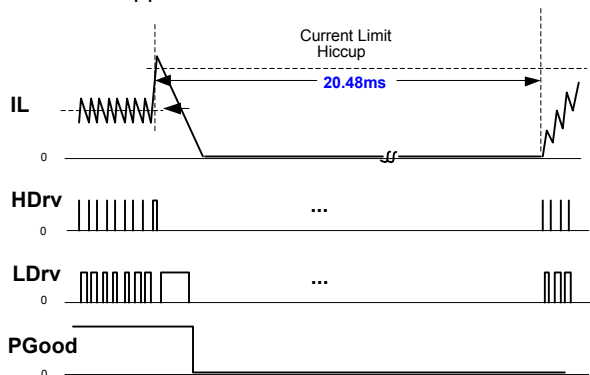 Current Limit
Hiccup
20.48ms
IL
0
HDrv
...
0
LDrv
...
0
PGood
0